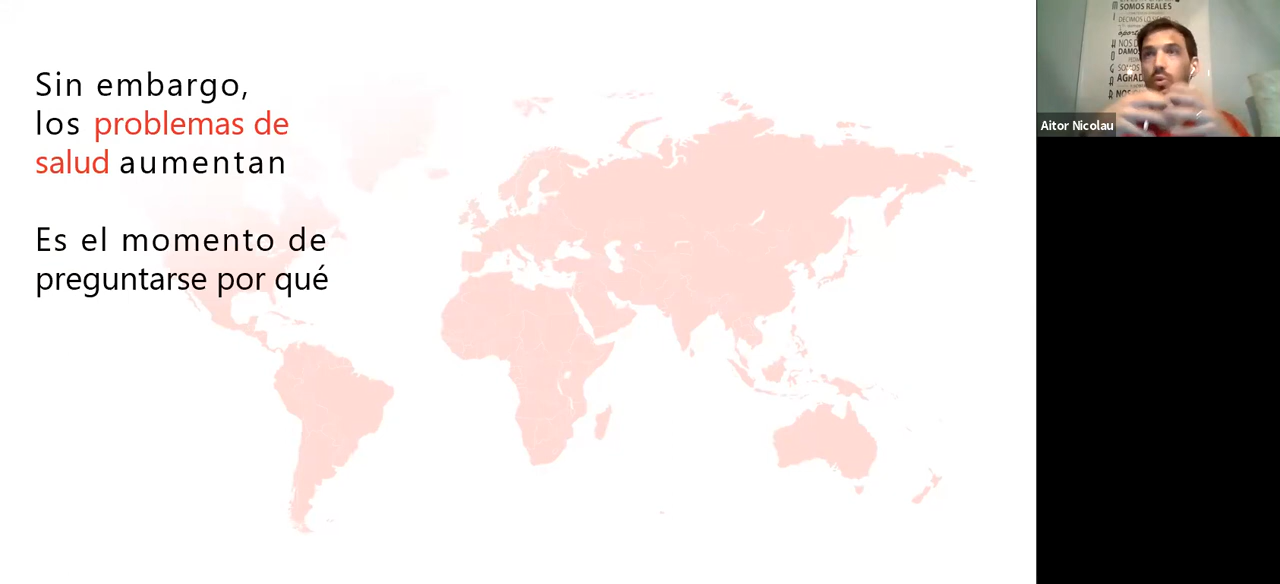 Sin embargo,
los problemas de
salud aumentan
Es el momento de
preguntarse por qué
SOMOS REALES
Aitor Nicolau